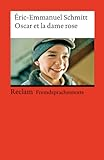 Éric-Emmanuel Schmitt
Oscar et la dame rose
Reclam Fremdsprachentexte